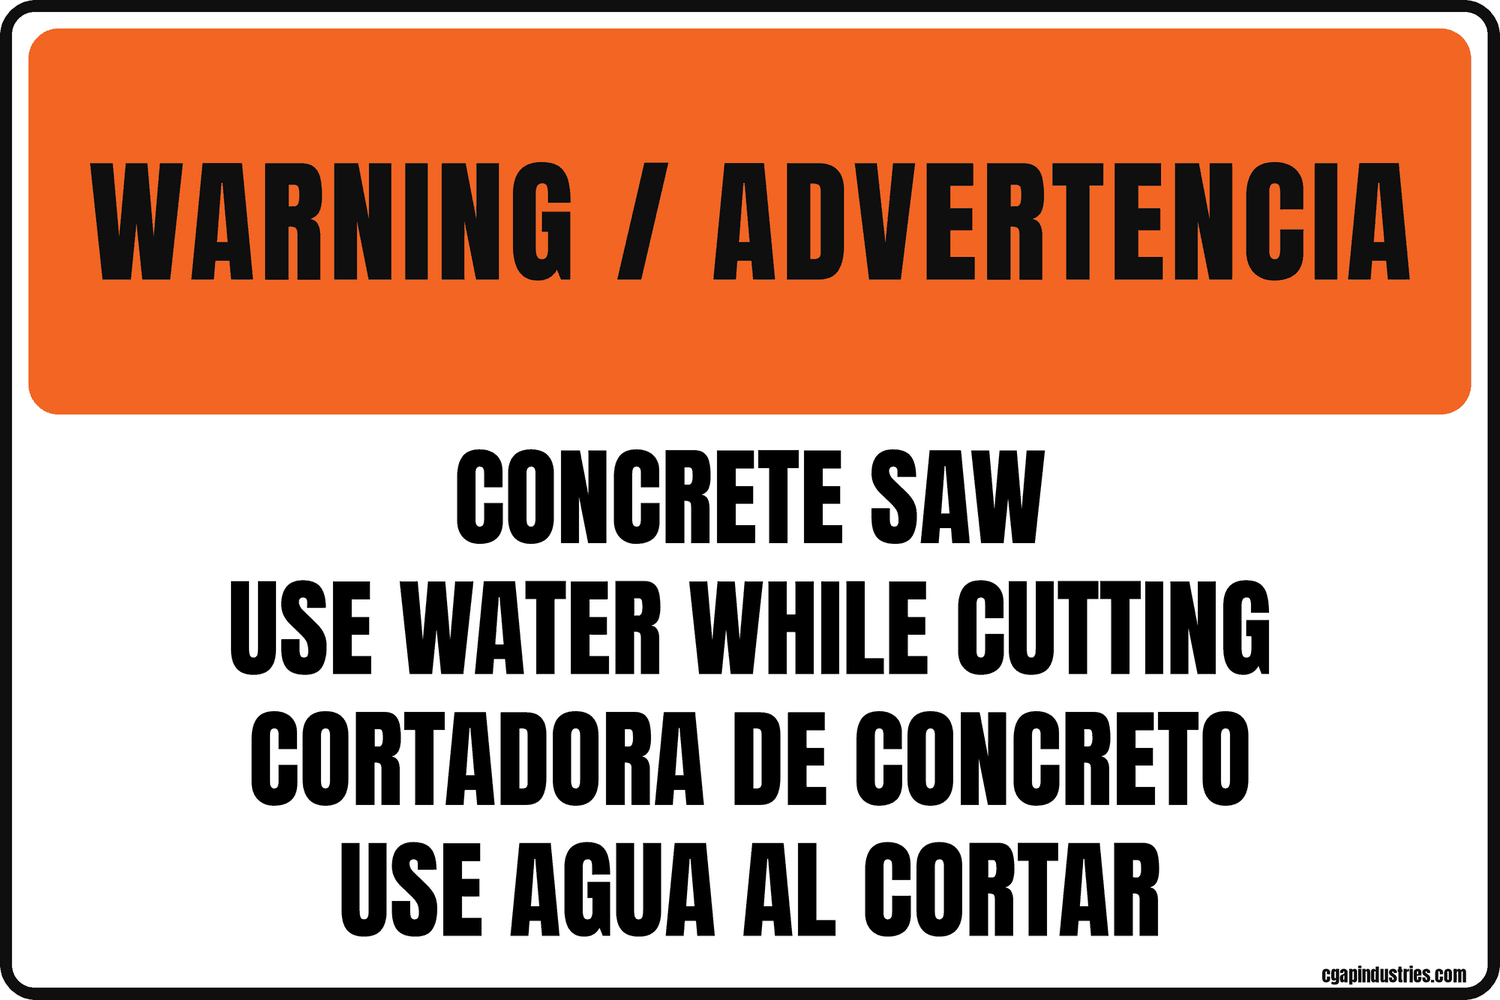 WARNING / ADVERTENCIA
CONCRETE SAW
USE WATER WHILE CUTTING
CORTADORA DE CONCRETO
USE AGUA AL CORTAR
cgapindustries.com